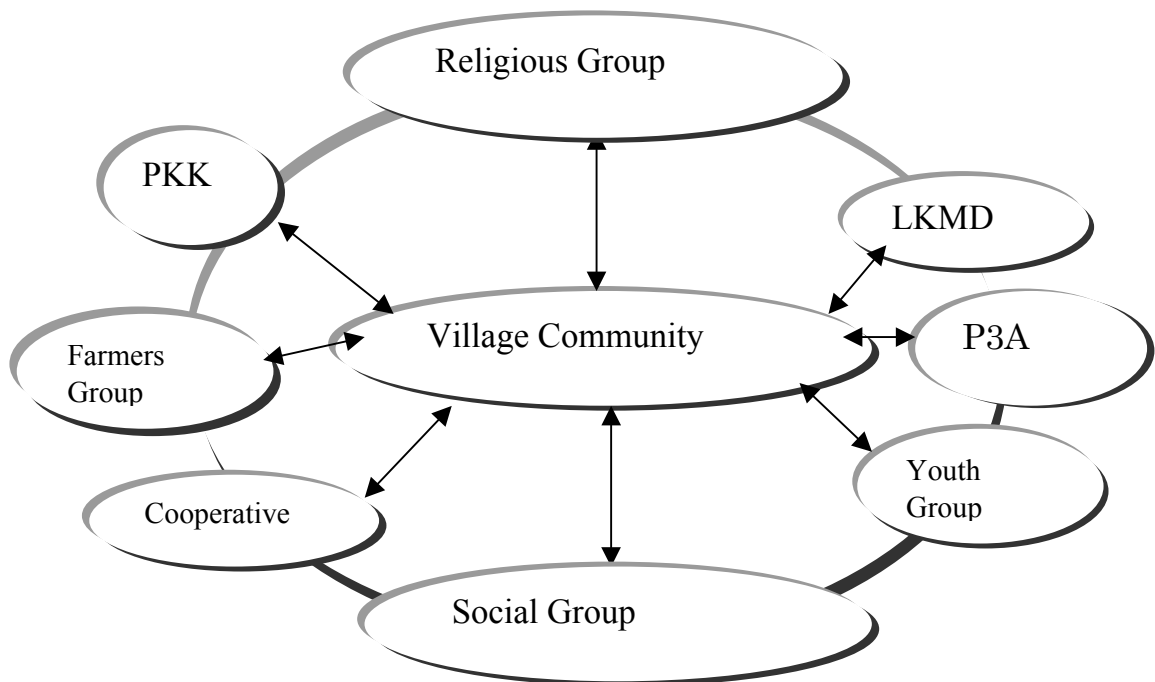 Religious Group
PKK
LKMD
Village Community
P3A
Farmers
Group
Youth
Group
Cooperative
Social Group